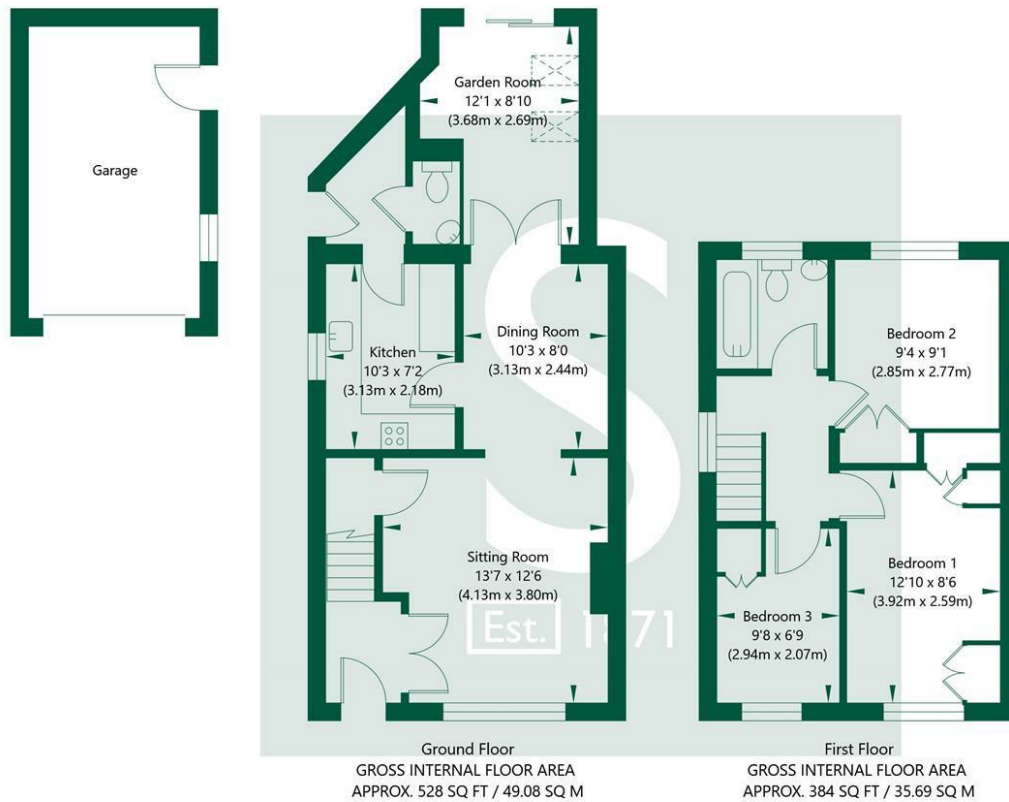 Garage
Garden Room
12'1 x 8'10
(3.68m x 2.69m)
Kitchen
10'3 x 7'2
(3.13m x 2.18m)
Dining Room
10'3 x 8'0
(3.13m x 2.44m)
Sitting Room
13'7 x 12'6
(4.13m x 3.80m)
S
Est. 1871
Bedroom 2
9'4 x 9'1
(2.85m x 2.77m)
Bedroom 1
12'10 x 8'6
(3.92m x 2.59m)
Bedroom 3
9'8 x 6'9
(2.94m x 2.07m)
Ground Floor
GROSS INTERNAL FLOOR AREA
APPROX. 528 SQ FT / 49.08 SQ M
First Floor
GROSS INTERNAL FLOOR AREA
APPROX. 384 SQ FT / 35.69 SQ M